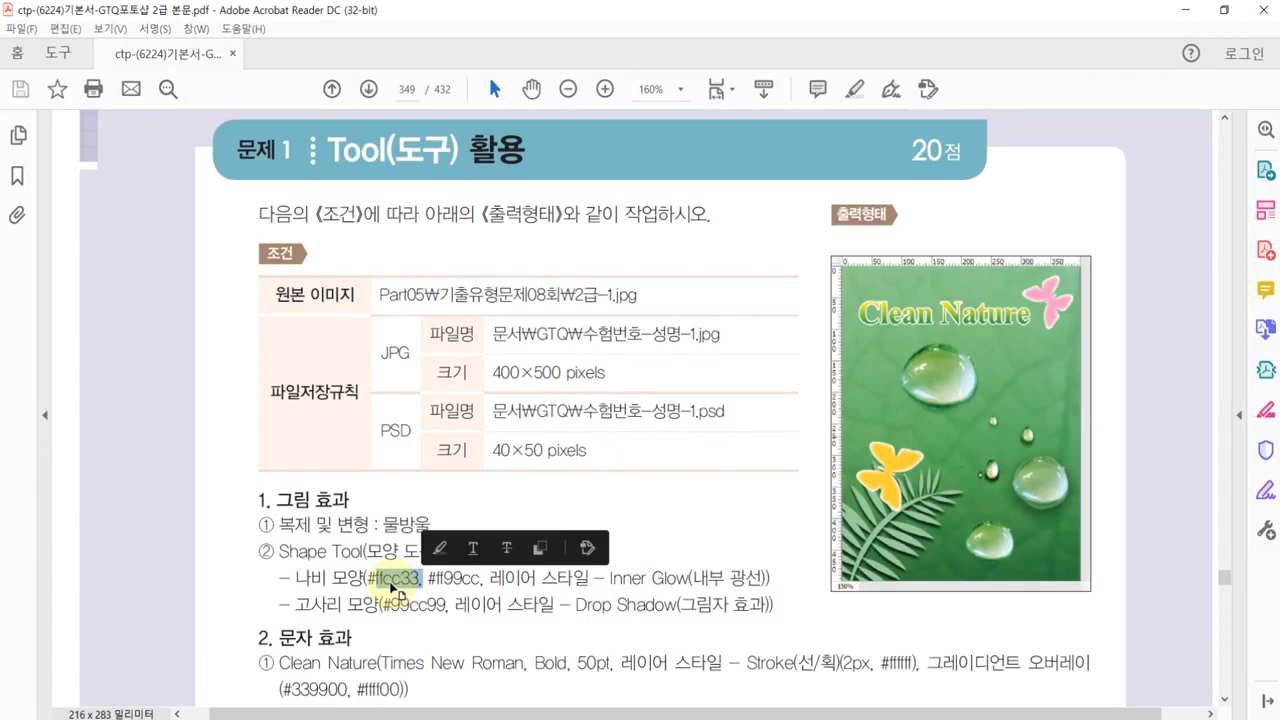 ctp-(6224)기본서-GTQ포토샵 2급 본문.pdf - Adobe Acrobat Reader DC (32-bit)
파일(F) 편집(E) 보기(V) 서명(S) 창(W) 도움말(H)
홈 도구 ctp-(6224)기본서-G... × 로그인
349 / 432 160%
문제 1 Tool(도구) 활용 20점
다음의 《조건》에 따라 아래의 《출력형태》와 같이 작업하시오.
출력형태
조건
원본 이미지 Part05₩기출유형문제08회₩2급-1.jpg
파일저장규칙
JPG
파일명 문서₩GTQ₩수험번호-성명-1.jpg
크기 400×500 pixels
PSD
파일명 문서₩GTQ₩수험번호-성명-1.psd
크기 40×50 pixels
0 50 100 150 200 250 300 350
Clean Nature
150%
1. 그림 효과
① 복제 및 변형 : 물방울
② Shape Tool(모양 도
- 나비 모양(#ffcc33, #ff99cc, 레이어 스타일 - Inner Glow(내부 광선))
- 고사리 모양(#99cc99, 레이어 스타일 - Drop Shadow(그림자 효과))
2. 문자 효과
① Clean Nature(Times New Roman, Bold, 50pt, 레이어 스타일 - Stroke(선/획)(2px, #ffffff), 그레이디언트 오버레이
(#339900, #ffff00))
216 x 283 밀리미터